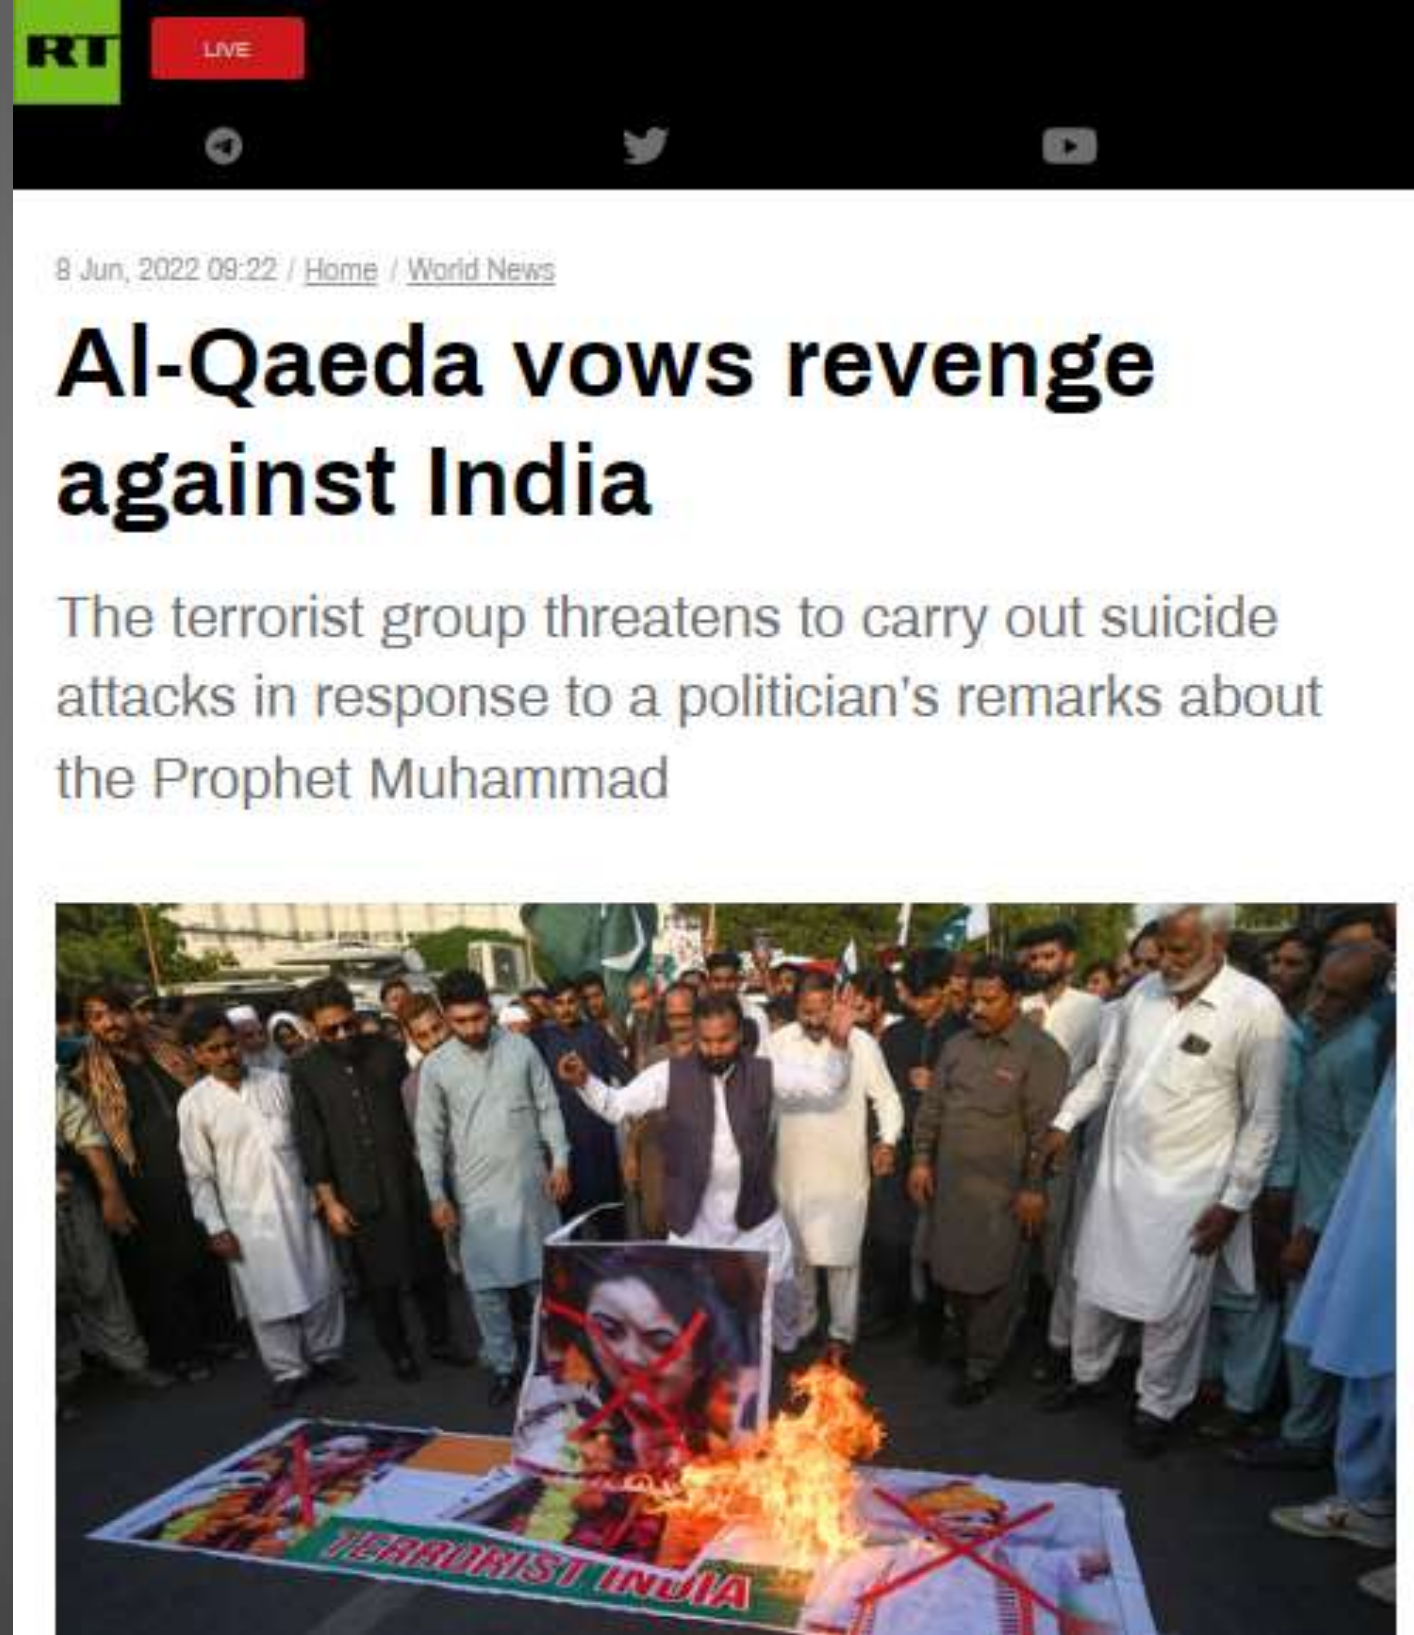 RT
LIVE
8 Jun, 2022 09:22 / Home / World News
Al-Qaeda vows revenge
against India
The terrorist group threatens to carry out suicide
attacks in response to a politician's remarks about
the Prophet Muhammad
TERRORIST INDIA